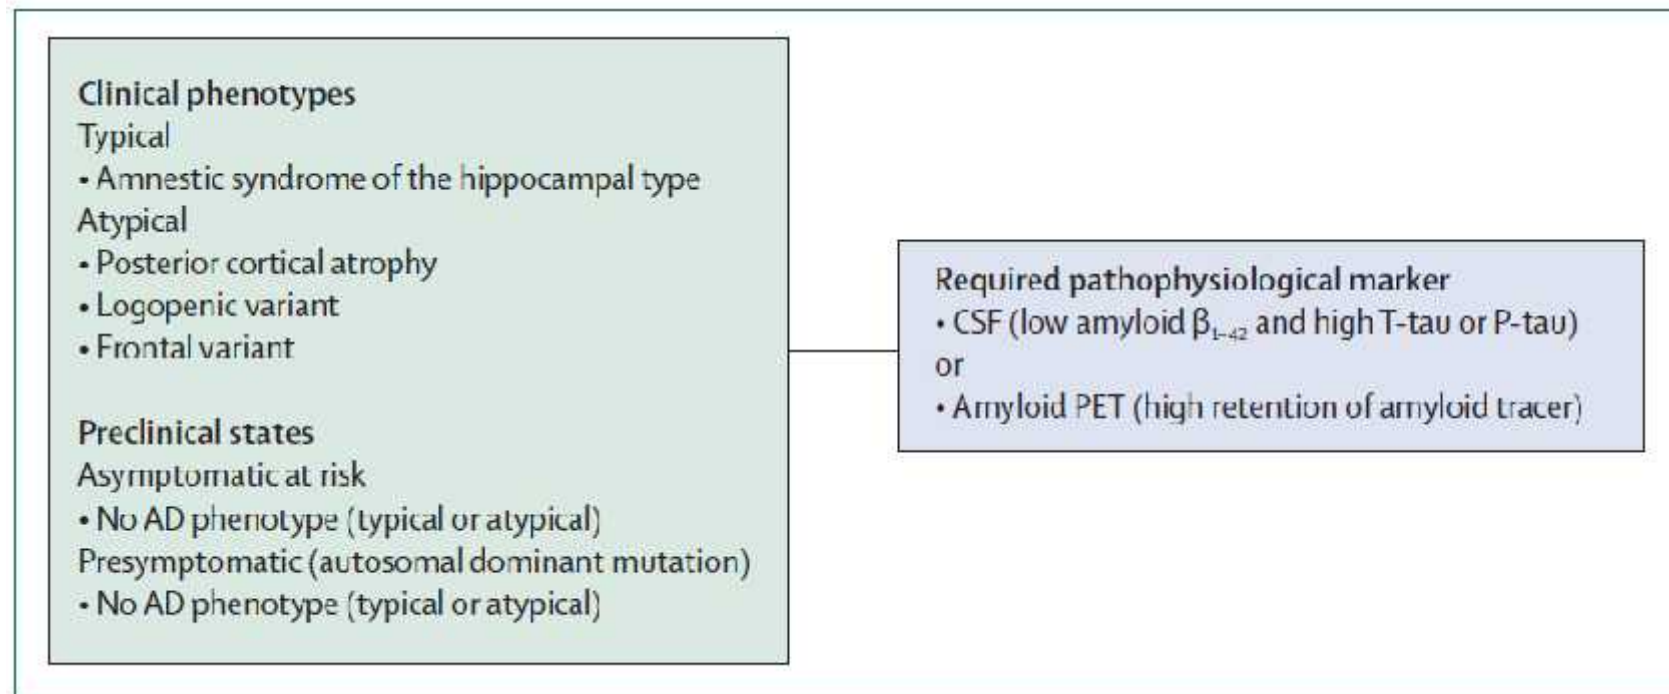 Clinical phenotypes
Typical
• Amnestic syndrome of the hippocampal type
Atypical
• Posterior cortical atrophy
• Logopenic variant
• Frontal variant
Preclinical states
Asymptomatic at risk
• No AD phenotype (typical or atypical)
Presymptomatic (autosomal dominant mutation)
• No AD phenotype (typical or atypical)
Required pathophysiological marker
• CSF (low amyloid β₁₋₄₂ and high T-tau or P-tau)
or
• Amyloid PET (high retention of amyloid tracer)